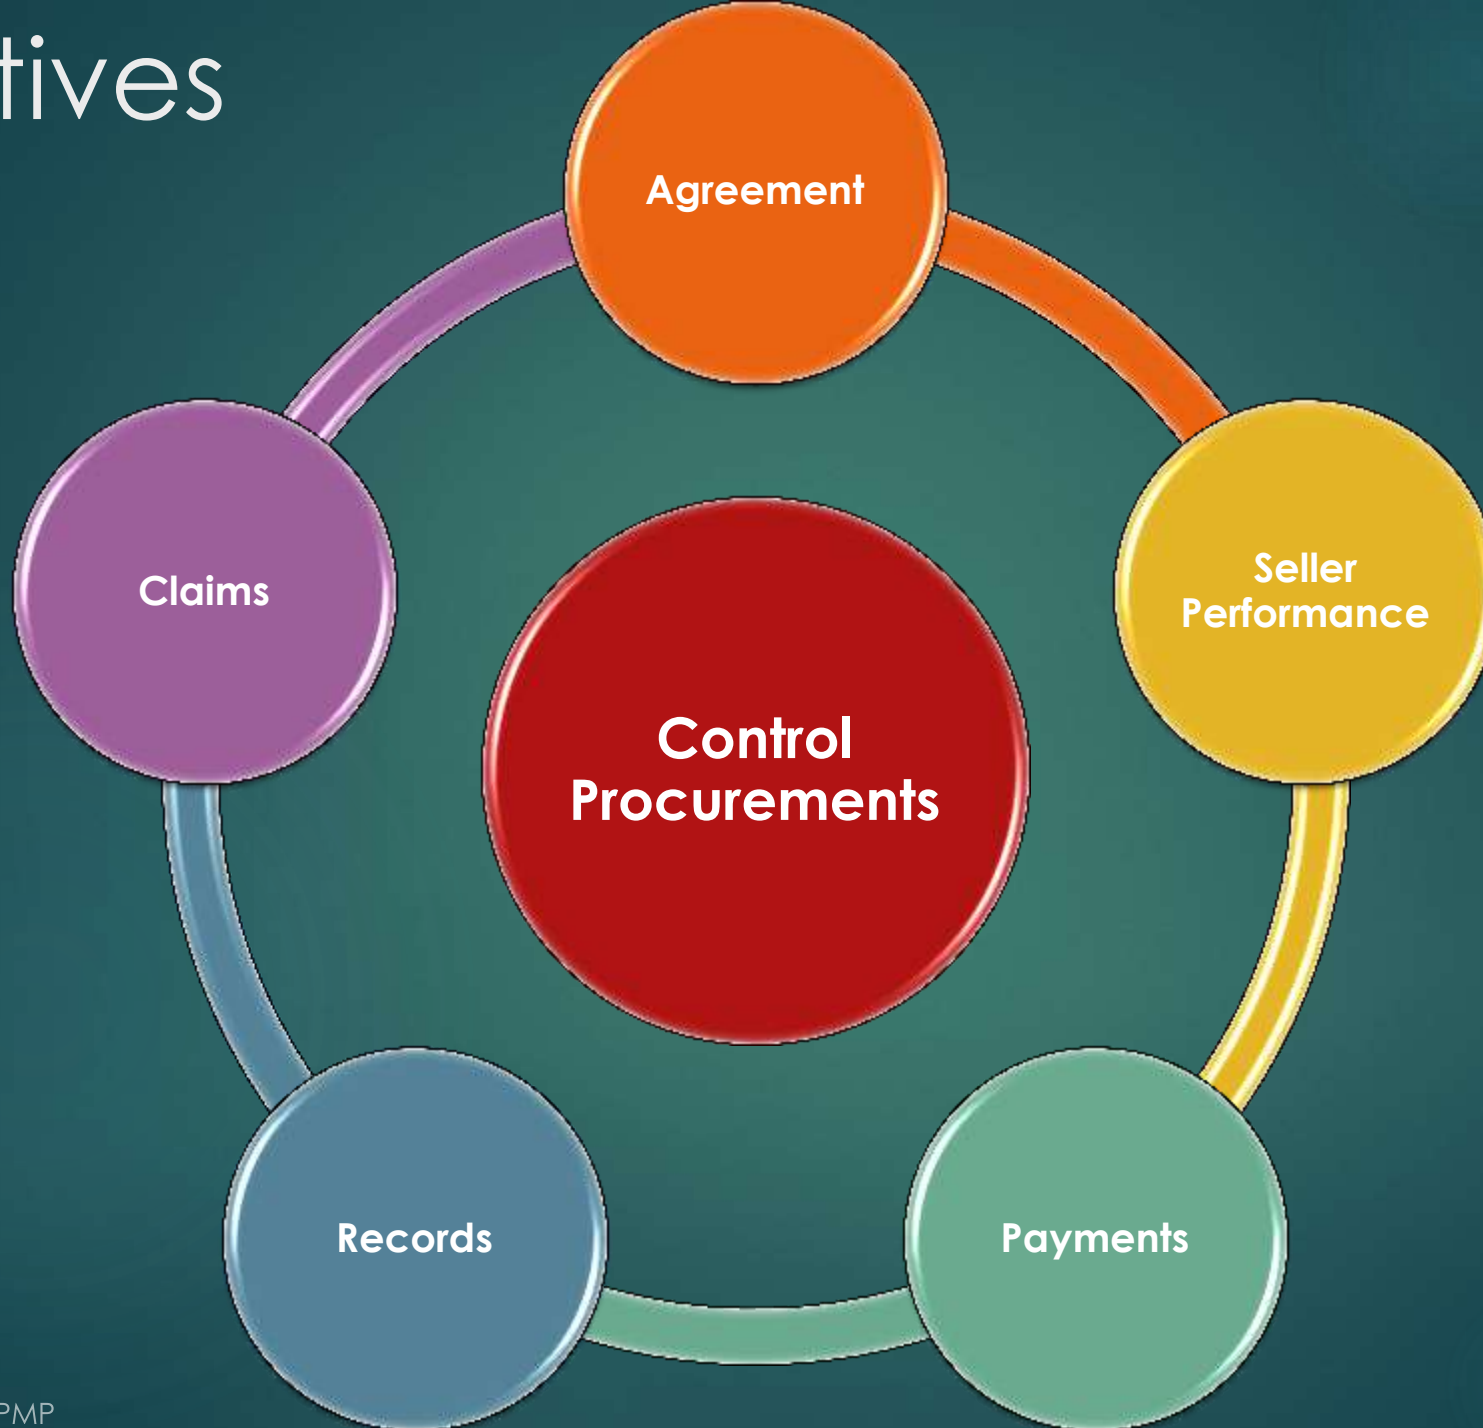 tives
Agreement
Seller
Performance
Claims
Control
Procurements
Records
Payments
PMP